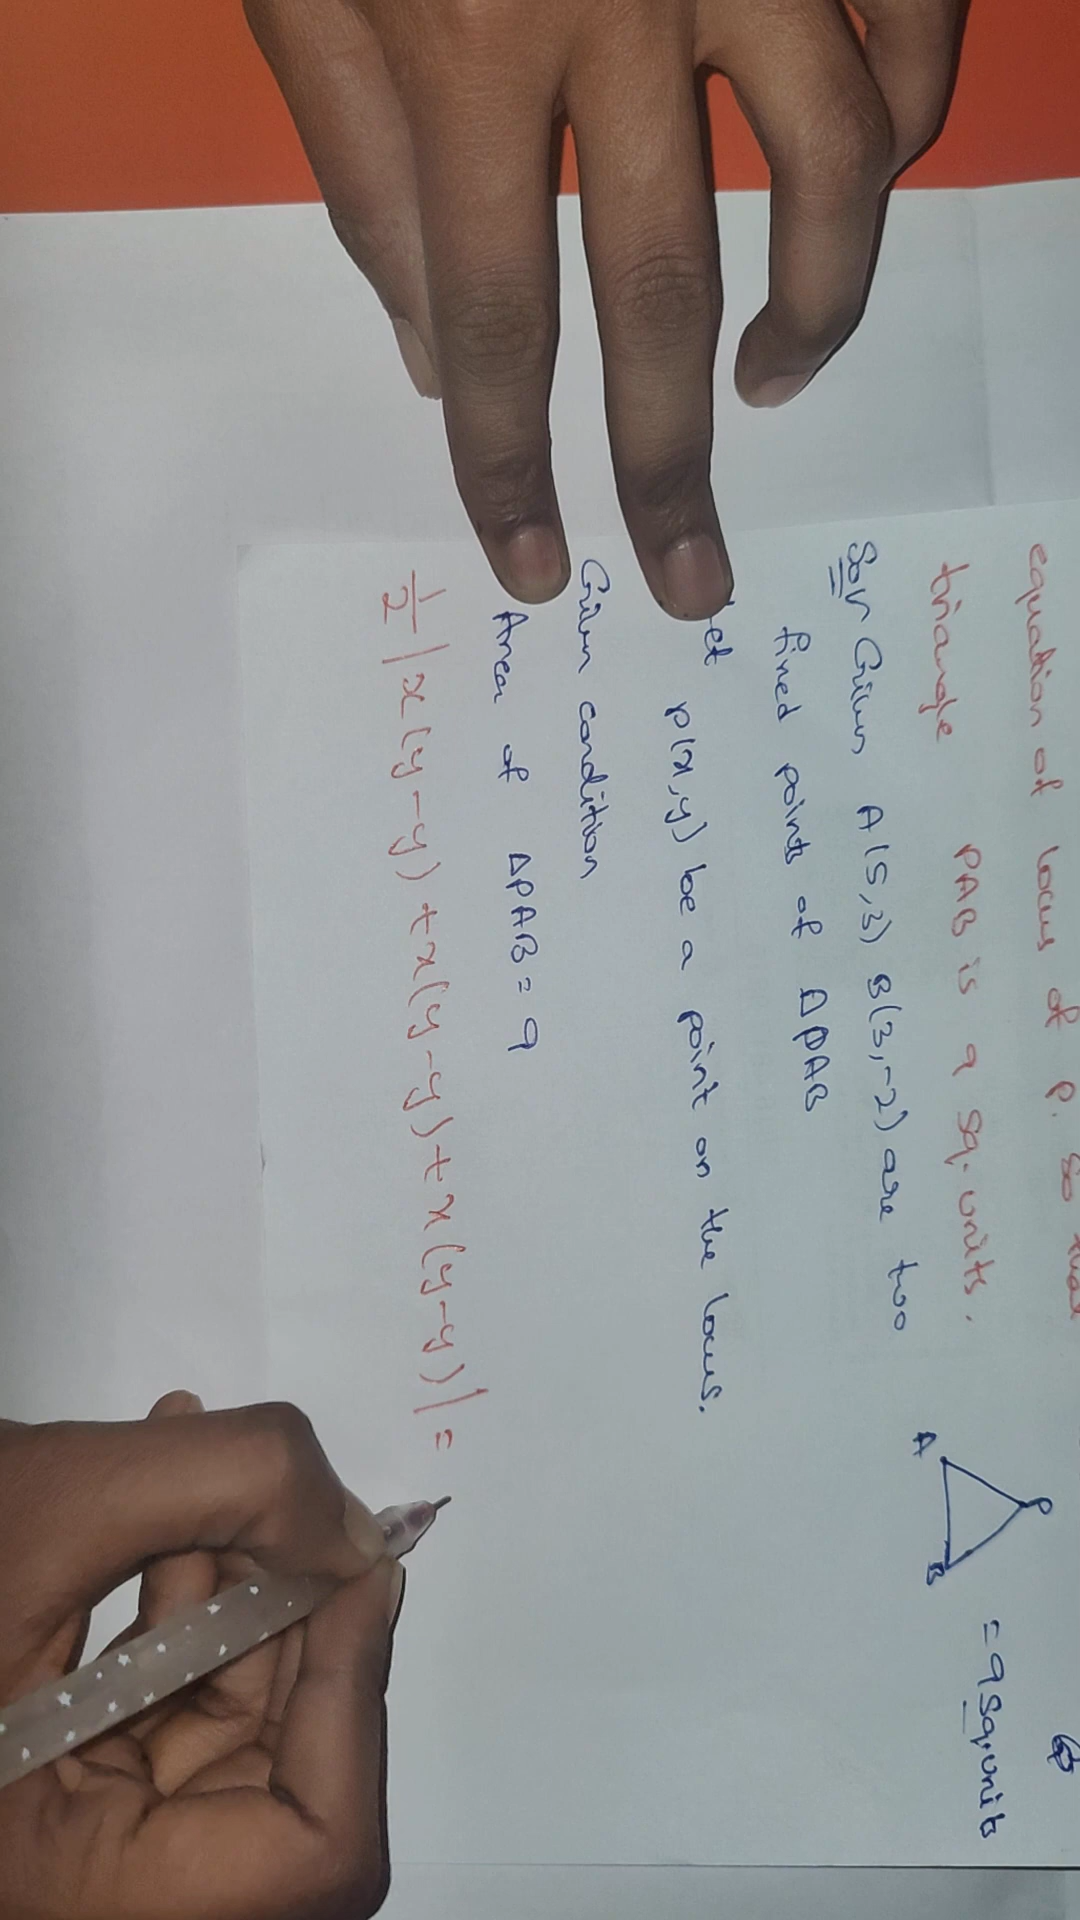 equation of locus of P. so that
triangle PAB is 9 sq. units.
P
A B = 9 sq. units
Sol Given A(5,3) B(3,-2) are two
fined points of ΔPAB
Let P(x,y) be a point on the locus.
Given condition
Area of ΔPAB = 9
1/2 |x(y-y)+x(y-y)+x(y-y)| =